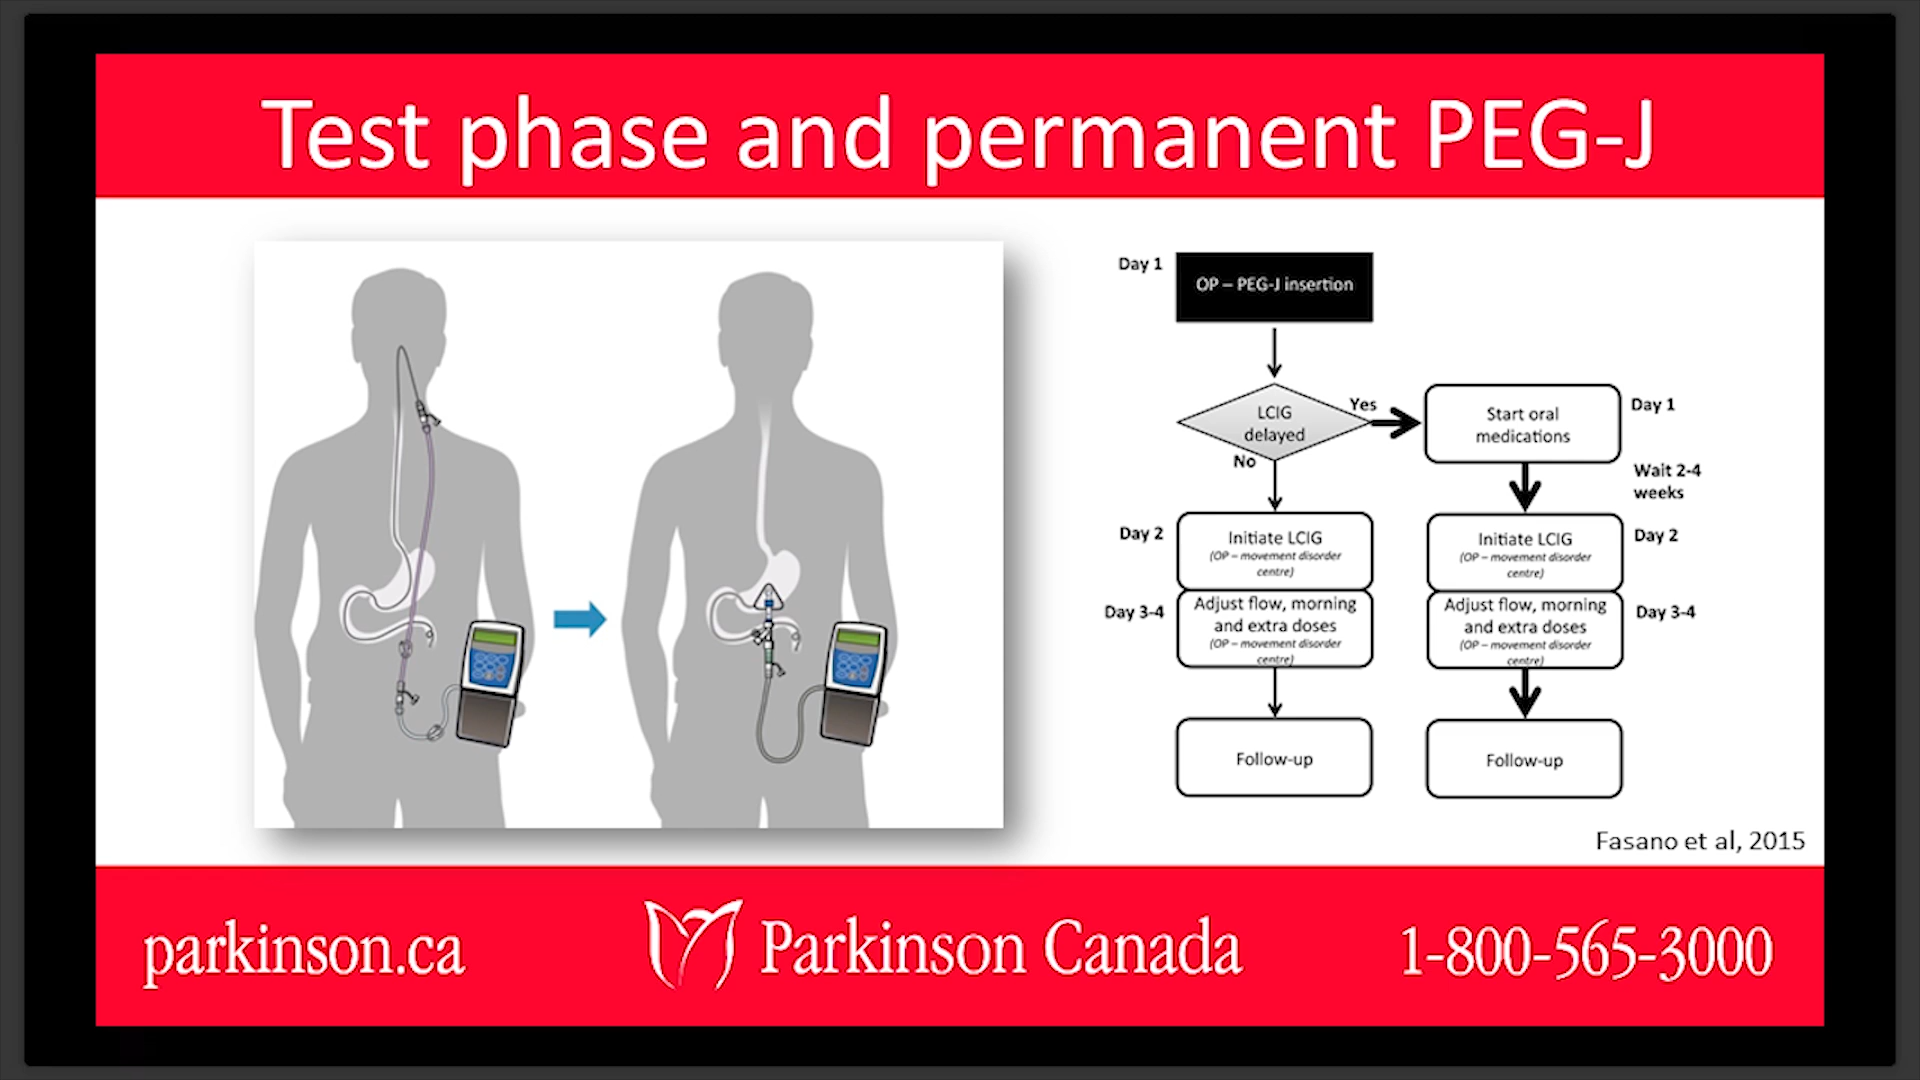 Test phase and permanent PEG-J
Day 1
OP – PEG-J insertion
LCIG
delayed
Yes
Start oral
medications
Day 1
No
Wait 2-4
weeks
Day 2
Initiate LCIG
(OP – movement disorder
centre)
Initiate LCIG
(OP – movement disorder
centre)
Day 2
Day 3-4
Adjust flow, morning
and extra doses
(OP – movement disorder
centre)
Adjust flow, morning
and extra doses
(OP – movement disorder
centre)
Day 3-4
Follow-up
Follow-up
Fasano et al, 2015
parkinson.ca
Parkinson Canada
1-800-565-3000